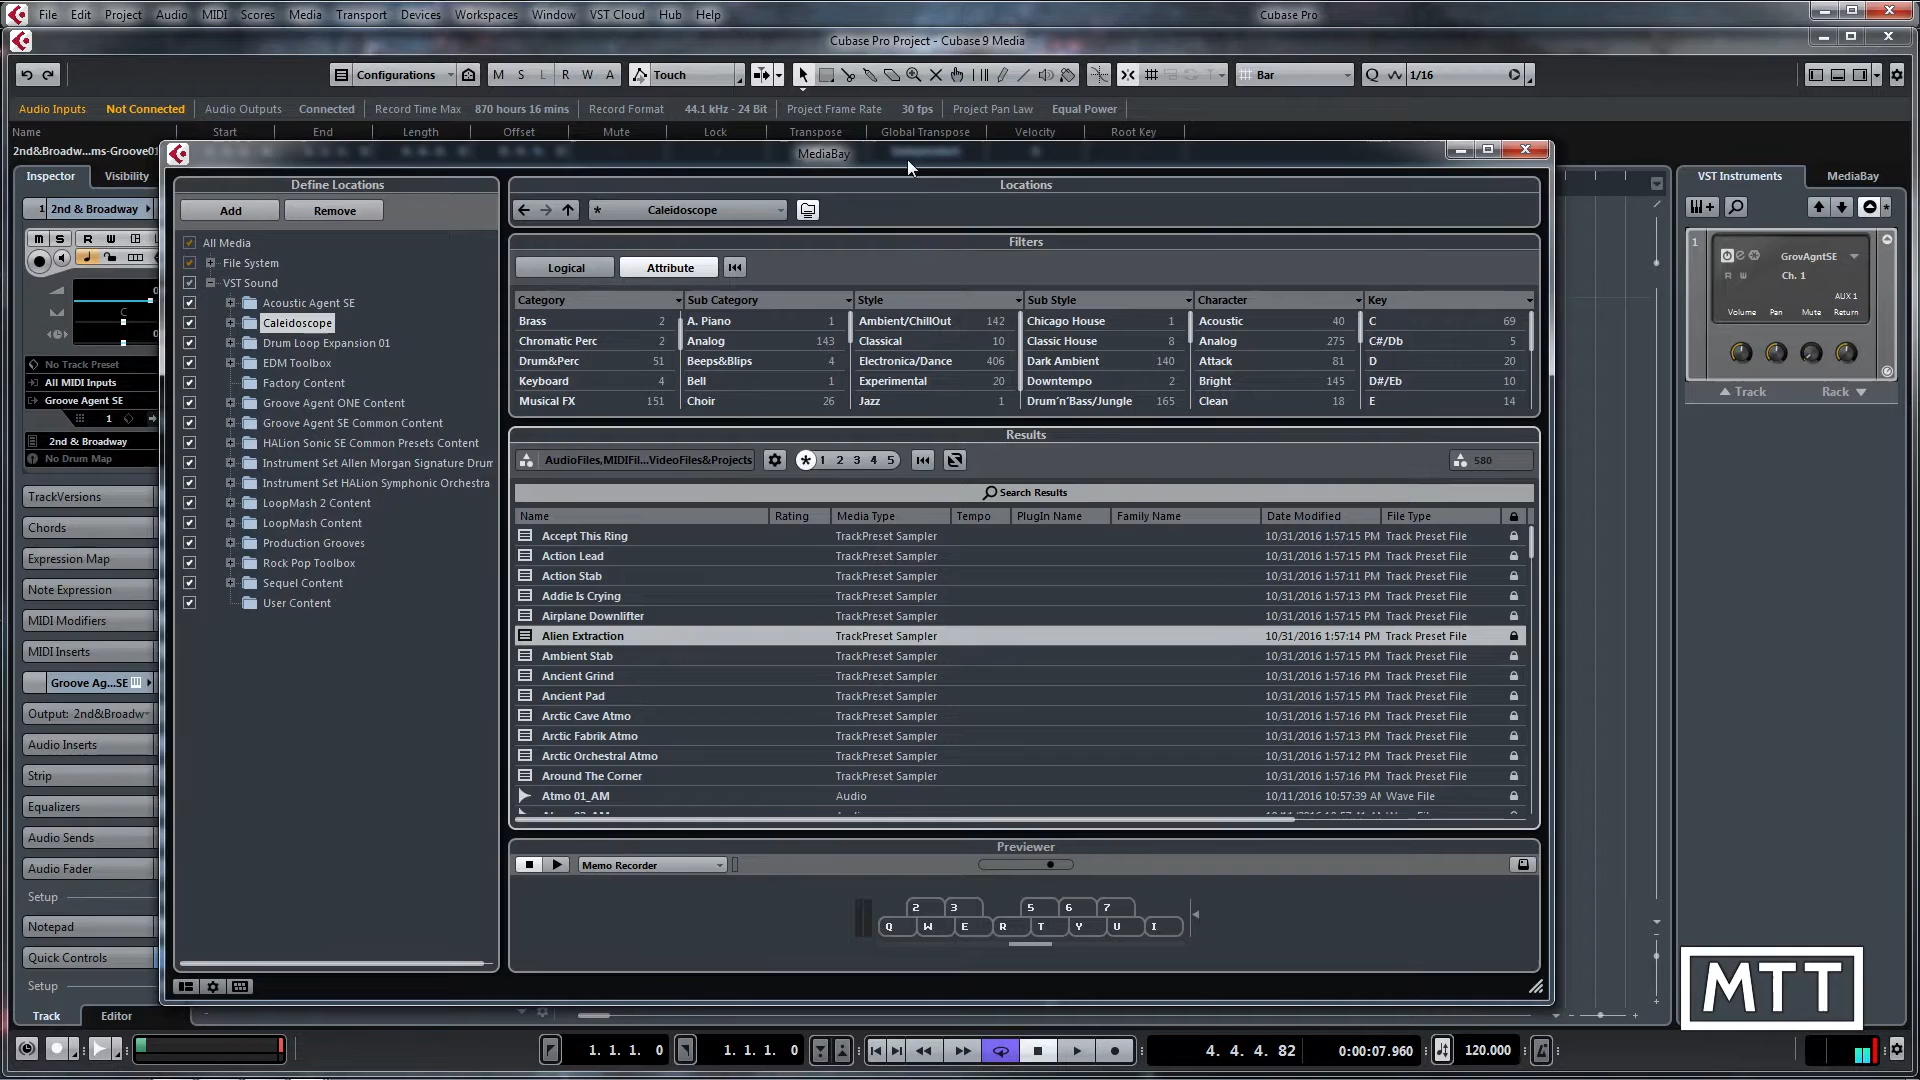 File Edit Project Audio MIDI Scores Media Transport Devices Workspaces Window VST Cloud Hub Help Cubase Pro
Cubase Pro Project - Cubase 9 Media
Configurations M S L R W A Touch Bar Q 1/16
Audio Inputs Not Connected Audio Outputs Connected Record Time Max 870 hours 16 mins Record Format 44.1 kHz - 24 Bit Project Frame Rate 30 fps Project Pan Law Equal Power
Name Start End Length Offset Mute Lock Transpose Global Transpose Velocity Root Key
2nd&Broadw...ms-Groove01
MediaBay
Inspector Visibility
1 2nd & Broadway
M S R W
C
No Track Preset
All MIDI Inputs
Groove Agent SE
1
2nd & Broadway
No Drum Map
TrackVersions
Chords
Expression Map
Note Expression
MIDI Modifiers
MIDI Inserts
Groove Ag...SE
Output: 2nd&Broadw
Audio Inserts
Strip
Equalizers
Audio Sends
Audio Fader
Setup
Notepad
Quick Controls
Setup
Track Editor
Define Locations
Add Remove
All Media
File System
VST Sound
Acoustic Agent SE
Caleidoscope
Drum Loop Expansion 01
EDM Toolbox
Factory Content
Groove Agent ONE Content
Groove Agent SE Common Content
HALion Sonic SE Common Presets Content
Instrument Set Allen Morgan Signature Drum
Instrument Set HALion Symphonic Orchestra
LoopMash 2 Content
LoopMash Content
Production Grooves
Rock Pop Toolbox
Sequel Content
User Content
Locations
* Caleidoscope
Filters
Logical Attribute
Category Sub Category Style Sub Style Character Key
Brass 2 A. Piano 1 Ambient/ChillOut 142 Chicago House 1 Acoustic 40 C 69
Chromatic Perc 2 Analog 143 Classical 10 Classic House 8 Analog 275 C#/Db 5
Drum&Perc 51 Beeps&Blips 4 Electronica/Dance 406 Dark Ambient 140 Attack 81 D 20
Keyboard 4 Bell 1 Experimental 20 Downtempo 2 Bright 145 D#/Eb 10
Musical FX 151 Choir 26 Jazz 1 Drum'n'Bass/Jungle 165 Clean 18 E 14
Results
AudioFiles,MIDIFil...VideoFiles&Projects * 1 2 3 4 5 580
Search Results
Name Rating Media Type Tempo PlugIn Name Family Name Date Modified File Type
Accept This Ring TrackPreset Sampler 10/31/2016 1:57:15 PM Track Preset File
Action Lead TrackPreset Sampler 10/31/2016 1:57:15 PM Track Preset File
Action Stab TrackPreset Sampler 10/31/2016 1:57:11 PM Track Preset File
Addie Is Crying TrackPreset Sampler 10/31/2016 1:57:13 PM Track Preset File
Airplane Downlifter TrackPreset Sampler 10/31/2016 1:57:15 PM Track Preset File
Alien Extraction TrackPreset Sampler 10/31/2016 1:57:14 PM Track Preset File
Ambient Stab TrackPreset Sampler 10/31/2016 1:57:15 PM Track Preset File
Ancient Grind TrackPreset Sampler 10/31/2016 1:57:16 PM Track Preset File
Ancient Pad TrackPreset Sampler 10/31/2016 1:57:15 PM Track Preset File
Arctic Cave Atmo TrackPreset Sampler 10/31/2016 1:57:16 PM Track Preset File
Arctic Fabrik Atmo TrackPreset Sampler 10/31/2016 1:57:13 PM Track Preset File
Arctic Orchestral Atmo TrackPreset Sampler 10/31/2016 1:57:12 PM Track Preset File
Around The Corner TrackPreset Sampler 10/31/2016 1:57:16 PM Track Preset File
Atmo 01_AM Audio 10/11/2016 10:57:39 AM Wave File
Previewer
Memo Recorder
2 3 5 6 7
Q W E R T Y U I
VST Instruments MediaBay
1 GrovAgntSE
R W Ch. 1
AUX 1
Volume Pan Mute Return
Track Rack
MTT
1. 1. 1. 0 1. 1. 1. 0 4. 4. 4. 82 0:00:07.960 120.000